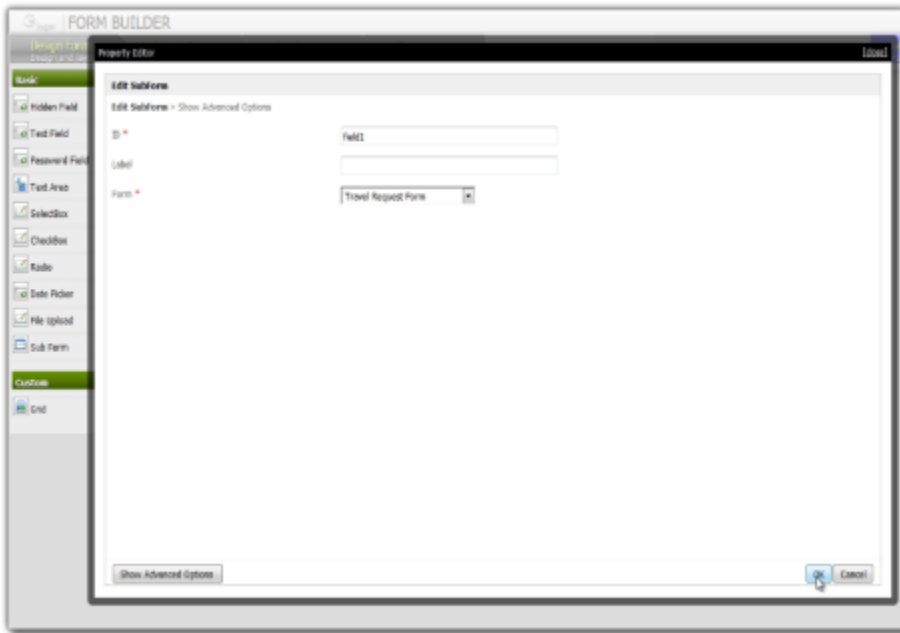 FORM BUILDER
Property Editor
[close]
Basic
Hidden Field
Text Field
Password Field
Text Area
SelectBox
CheckBox
Radio
Date Picker
File Upload
Sub Form
Custom
Grid
Edit SubForm
Edit SubForm > Show Advanced Options
ID *
field1
Label
Form *
Travel Request Form
Show Advanced Options
OK
Cancel